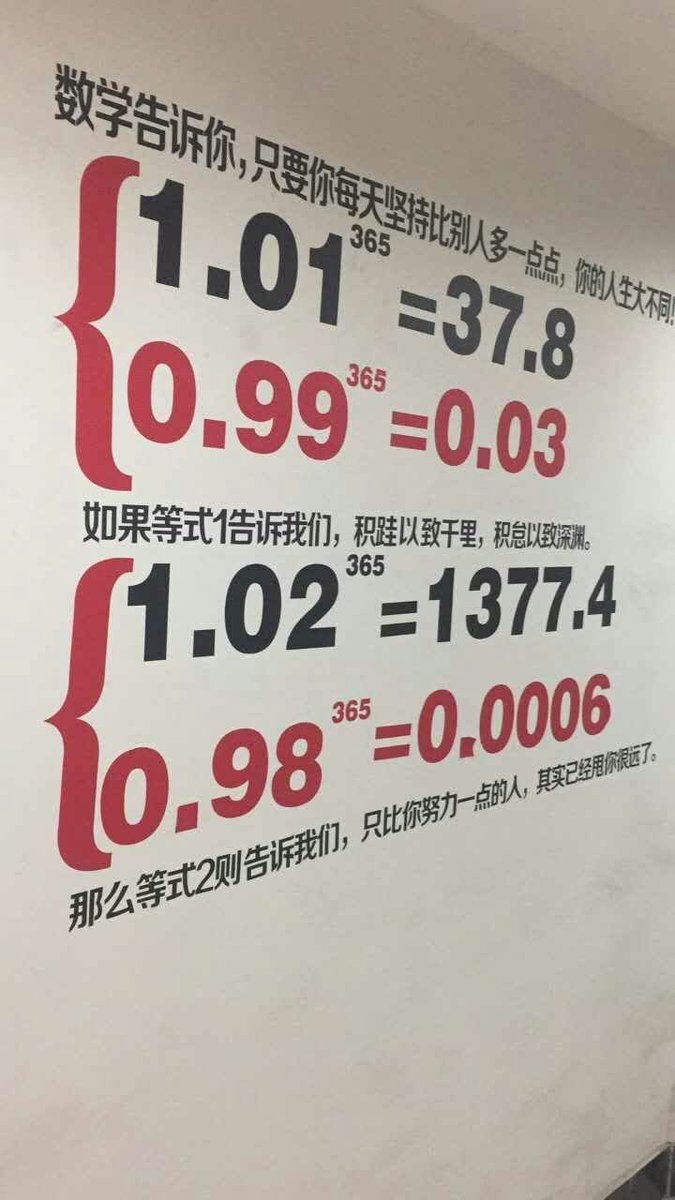 数学告诉你，只要你每天坚持比别人多一点点，你的人生大不同！
1.01³⁶⁵=37.8
0.99³⁶⁵=0.03
如果等式1告诉我们，积跬以致千里，积怠以致深渊。
1.02³⁶⁵=1377.4
0.98³⁶⁵=0.0006
那么等式2则告诉我们，只比你努力一点的人，其实已经甩你很远了。